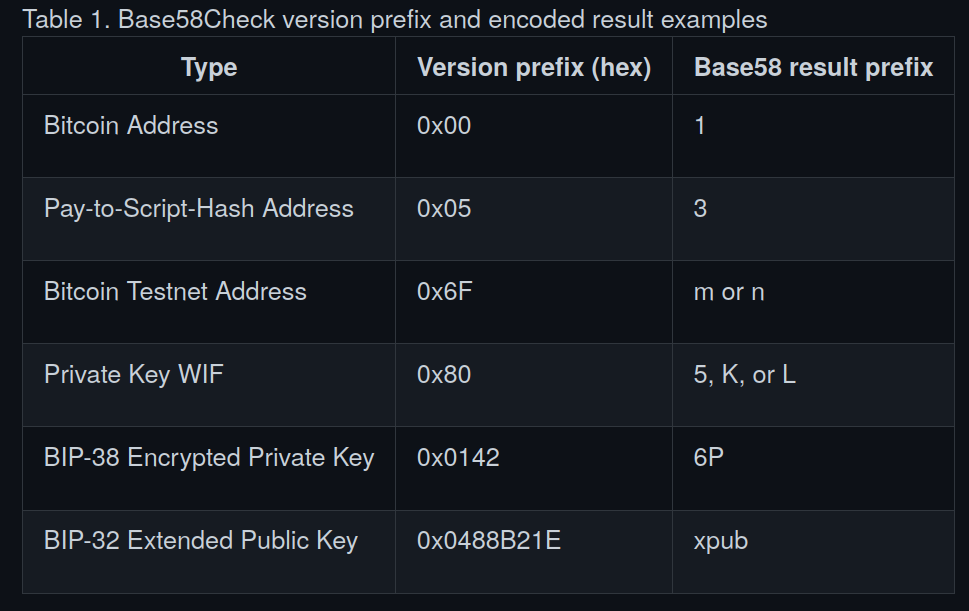 Table 1. Base58Check version prefix and encoded result examples
Type Version prefix (hex) Base58 result prefix
Bitcoin Address 0x00 1
Pay-to-Script-Hash Address 0x05 3
Bitcoin Testnet Address 0x6F m or n
Private Key WIF 0x80 5, K, or L
BIP-38 Encrypted Private Key 0x0142 6P
BIP-32 Extended Public Key 0x0488B21E xpub